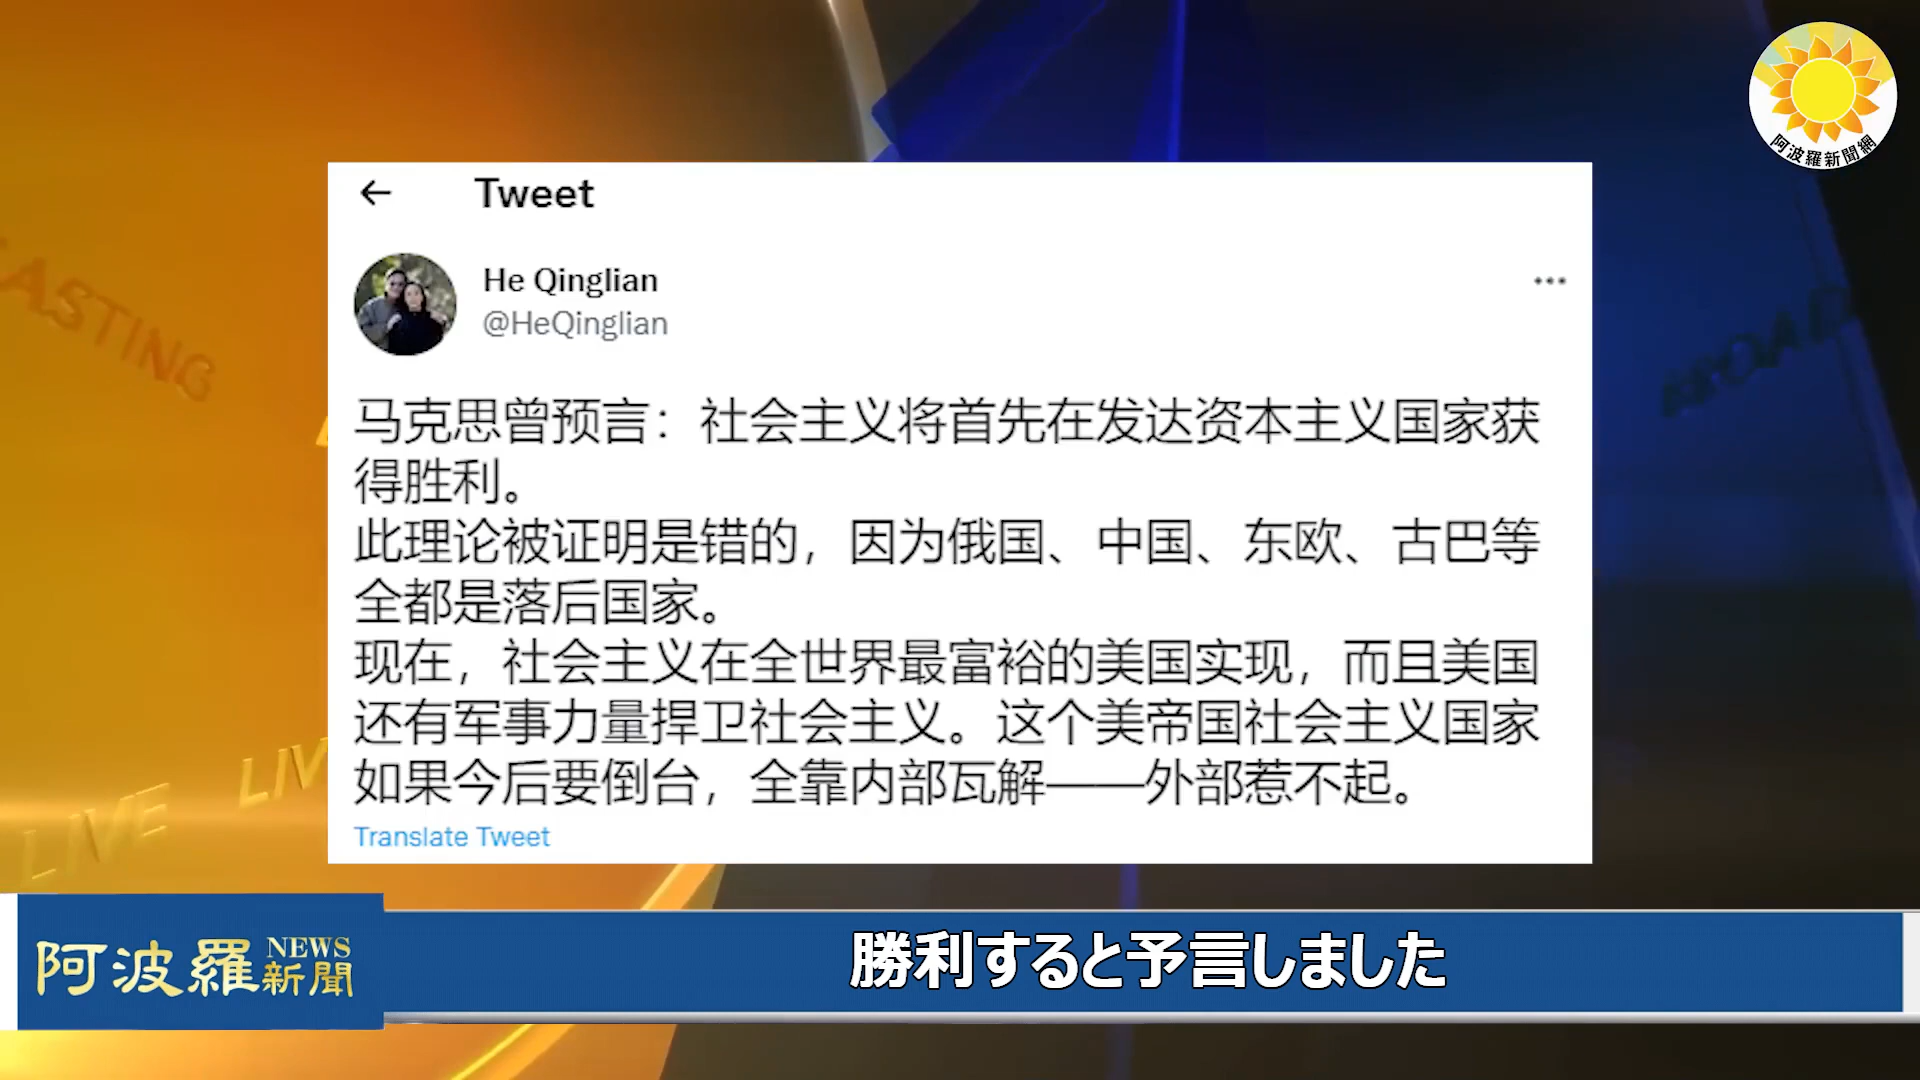 阿波羅新聞網
CASTING
ABOARD
Tweet
He Qinglian
@HeQinglian
马克思曾预言：社会主义将首先在发达资本主义国家获
得胜利。
此理论被证明是错的，因为俄国、中国、东欧、古巴等
全都是落后国家。
现在，社会主义在全世界最富裕的美国实现，而且美国
还有军事力量捍卫社会主义。这个美帝国社会主义国家
如果今后要倒台，全靠内部瓦解——外部惹不起。
Translate Tweet
LIVE
LIVE
阿波羅新聞 NEWS
勝利すると予言しました